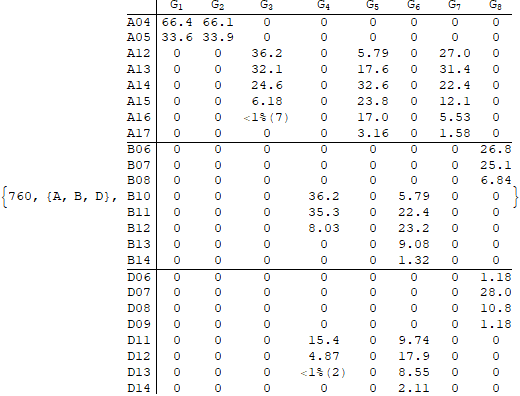 G₁ G₂ G₃ G₄ G₅ G₆ G₇ G₈
A04 66.4 66.1 0 0 0 0 0 0
A05 33.6 33.9 0 0 0 0 0 0
A12 0 0 36.2 0 5.79 0 27.0 0
A13 0 0 32.1 0 17.6 0 31.4 0
A14 0 0 24.6 0 32.6 0 22.4 0
A15 0 0 6.18 0 23.8 0 12.1 0
A16 0 0 <1%(7) 0 17.0 0 5.53 0
A17 0 0 0 0 3.16 0 1.58 0
B06 0 0 0 0 0 0 0 26.8
B07 0 0 0 0 0 0 0 25.1
B08 0 0 0 0 0 0 0 6.84
{760, {A, B, D}, B10 0 0 0 36.2 0 5.79 0 0 }
B11 0 0 0 35.3 0 22.4 0 0
B12 0 0 0 8.03 0 23.2 0 0
B13 0 0 0 0 0 9.08 0 0
B14 0 0 0 0 0 1.32 0 0
D06 0 0 0 0 0 0 0 1.18
D07 0 0 0 0 0 0 0 28.0
D08 0 0 0 0 0 0 0 10.8
D09 0 0 0 0 0 0 0 1.18
D11 0 0 0 15.4 0 9.74 0 0
D12 0 0 0 4.87 0 17.9 0 0
D13 0 0 0 <1%(2) 0 8.55 0 0
D14 0 0 0 0 0 2.11 0 0